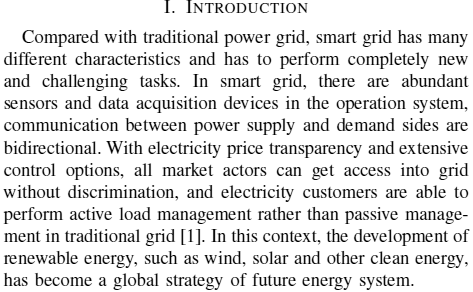 I. INTRODUCTION
Compared with traditional power grid, smart grid has many
different characteristics and has to perform completely new
and challenging tasks. In smart grid, there are abundant
sensors and data acquisition devices in the operation system,
communication between power supply and demand sides are
bidirectional. With electricity price transparency and extensive
control options, all market actors can get access into grid
without discrimination, and electricity customers are able to
perform active load management rather than passive manage-
ment in traditional grid [1]. In this context, the development of
renewable energy, such as wind, solar and other clean energy,
has become a global strategy of future energy system.